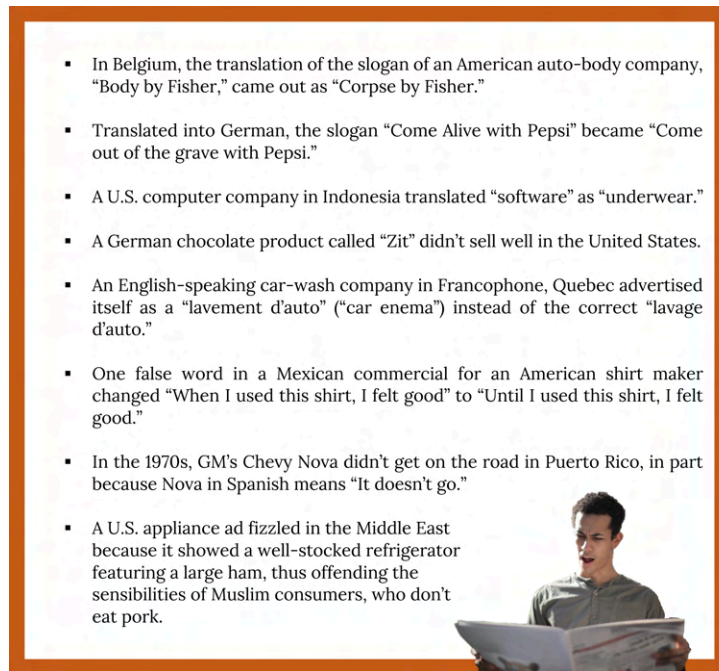 ▪ In Belgium, the translation of the slogan of an American auto-body company,
“Body by Fisher,” came out as “Corpse by Fisher.”
▪ Translated into German, the slogan “Come Alive with Pepsi” became “Come
out of the grave with Pepsi.”
▪ A U.S. computer company in Indonesia translated “software” as “underwear.”
▪ A German chocolate product called “Zit” didn’t sell well in the United States.
▪ An English-speaking car-wash company in Francophone, Quebec advertised
itself as a “lavement d’auto” (“car enema”) instead of the correct “lavage
d’auto.”
▪ One false word in a Mexican commercial for an American shirt maker
changed “When I used this shirt, I felt good” to “Until I used this shirt, I felt
good.”
▪ In the 1970s, GM’s Chevy Nova didn’t get on the road in Puerto Rico, in part
because Nova in Spanish means “It doesn’t go.”
▪ A U.S. appliance ad fizzled in the Middle East
because it showed a well-stocked refrigerator
featuring a large ham, thus offending the
sensibilities of Muslim consumers, who don’t
eat pork.